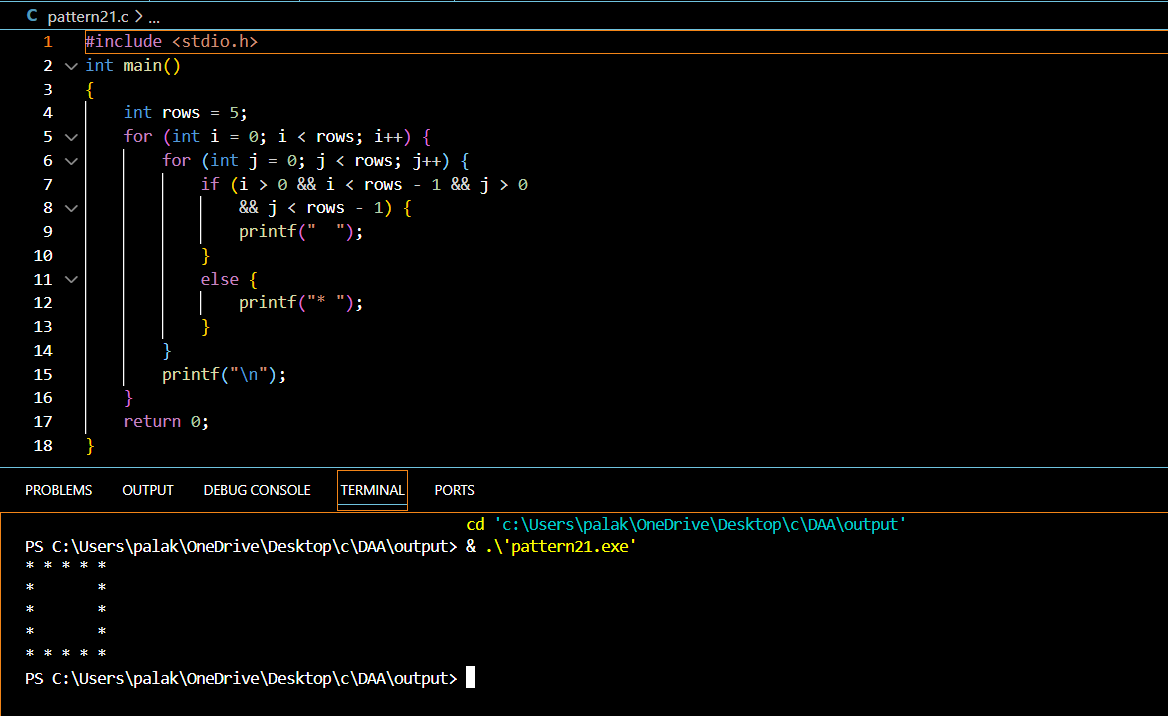 C pattern21.c > ...
1 #include <stdio.h>
2 int main()
3 {
4     int rows = 5;
5     for (int i = 0; i < rows; i++) {
6         for (int j = 0; j < rows; j++) {
7             if (i > 0 && i < rows - 1 && j > 0
8                 && j < rows - 1) {
9                 printf("  ");
10             }
11             else {
12                 printf("* ");
13             }
14         }
15         printf("\n");
16     }
17     return 0;
18 }
PROBLEMS OUTPUT DEBUG CONSOLE TERMINAL PORTS
cd 'c:\Users\palak\OneDrive\Desktop\c\DAA\output'
PS C:\Users\palak\OneDrive\Desktop\c\DAA\output> & .\'pattern21.exe'
* * * * *
*       *
*       *
*       *
* * * * *
PS C:\Users\palak\OneDrive\Desktop\c\DAA\output>